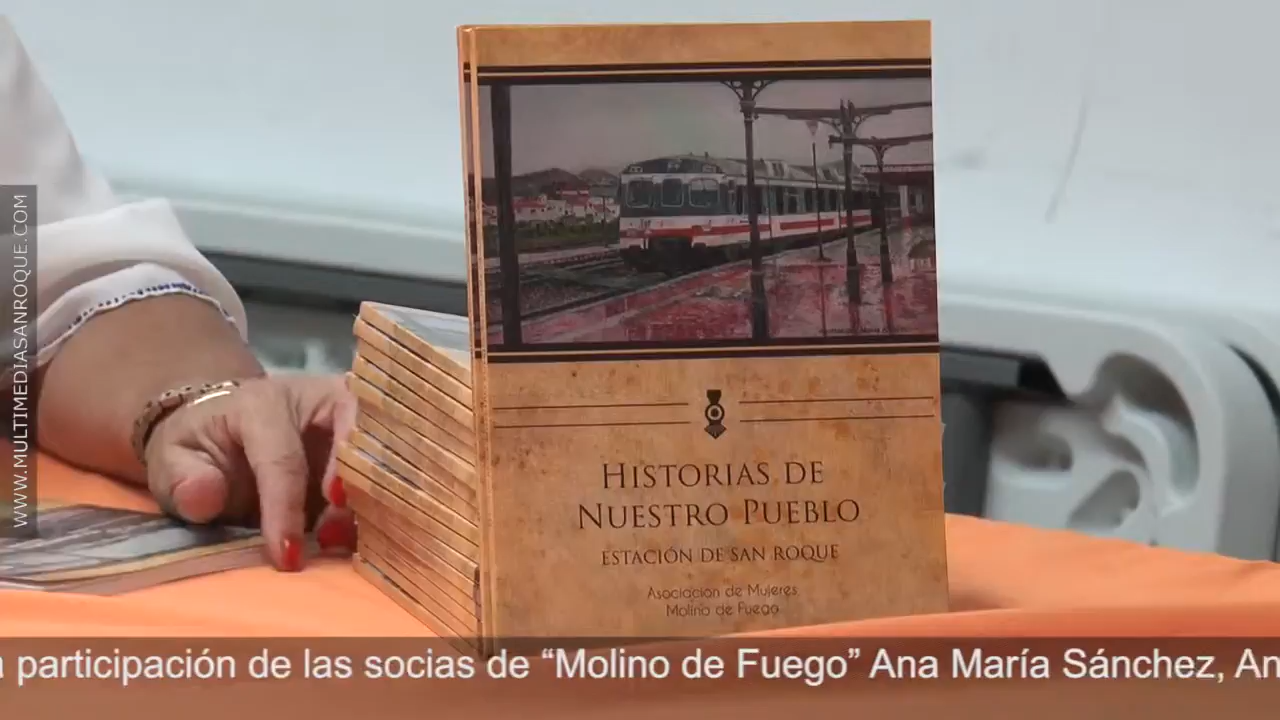 WWW.MULTIMEDIASANROQUE.COM
HISTORIAS DE
NUESTRO PUEBLO
ESTACIÓN DE SAN ROQUE
Asociación de Mujeres
Molino de Fuego
participación de las socias de “Molino de Fuego” Ana María Sánchez, An